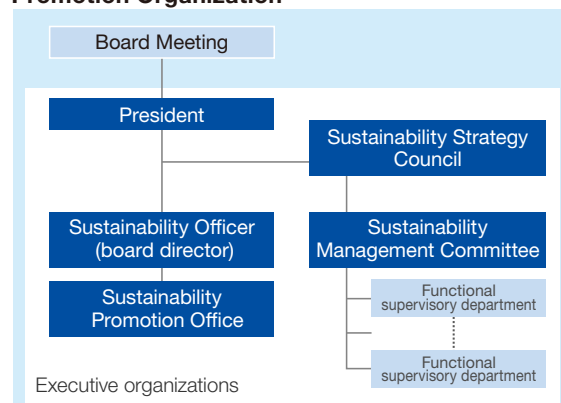 Promotion Organization
Board Meeting
President
Sustainability Strategy
Council
Sustainability Officer
(board director)
Sustainability
Management Committee
Sustainability
Promotion Office
Functional
supervisory department
Functional
supervisory department
Executive organizations